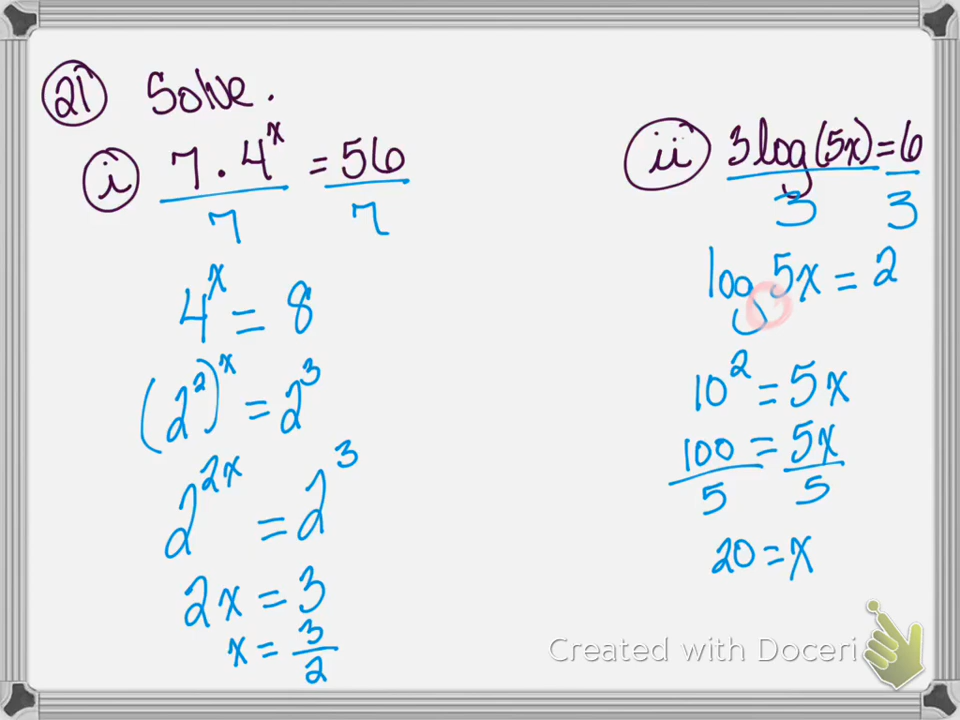 21 Solve.
i 7 · 4^x = 56
7 7
4^x = 8
(2^2)^x = 2^3
2^2x = 2^3
2x = 3
x = 3/2
ii 3log(5x) = 6
3 3
log 5x = 2
10^2 = 5x
100 = 5x
5 5
20 = x
Created with Doceri